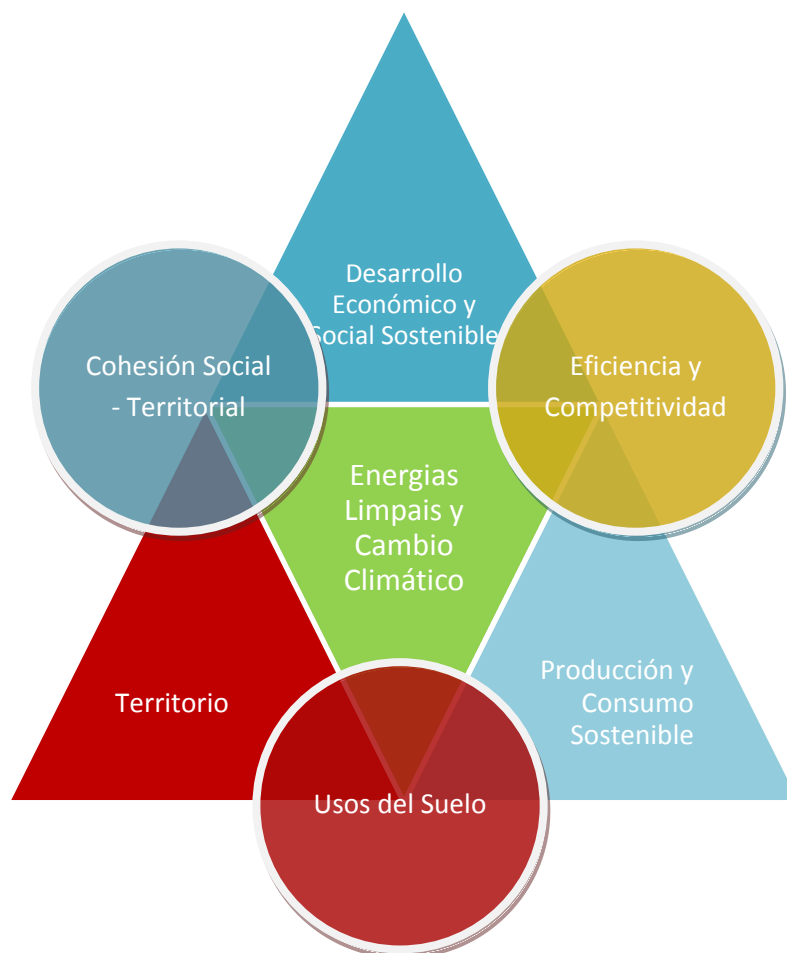 Desarrollo
Económico y
Social Sostenible
Cohesión Social
- Territorial
Eficiencia y
Competitividad
Energias
Limpais y
Cambio
Climático
Territorio
Producción y
Consumo
Sostenible
Usos del Suelo